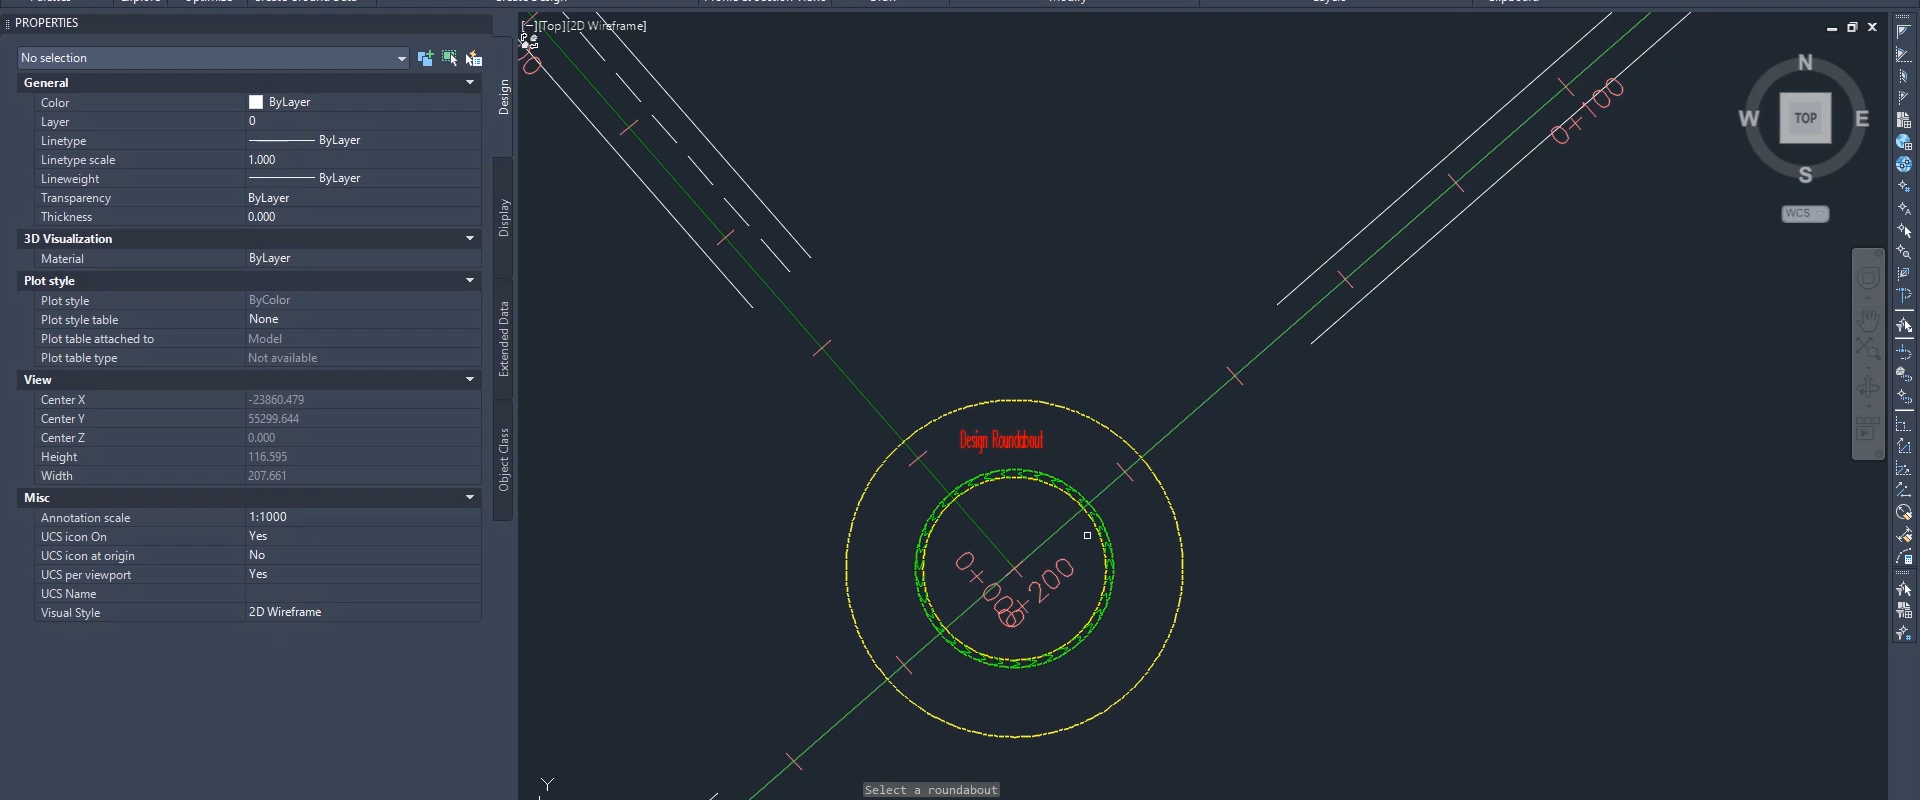 PROPERTIES
No selection
General
Color ByLayer
Layer 0
Linetype ByLayer
Linetype scale 1.000
Lineweight ByLayer
Transparency ByLayer
Thickness 0.000
3D Visualization
Material ByLayer
Plot style
Plot style ByColor
Plot style table None
Plot table attached to Model
Plot table type Not available
View
Center X -23860.479
Center Y 55299.644
Center Z 0.000
Height 116.595
Width 207.661
Misc
Annotation scale 1:1000
UCS icon On Yes
UCS icon at origin No
UCS per viewport Yes
UCS Name
Visual Style 2D Wireframe
Design
Display
Extended Data
Object Class
[−][Top][2D Wireframe]
0+100
N
W TOP E
S
WCS
Design Roundabout
0+200
Y
Select a roundabout